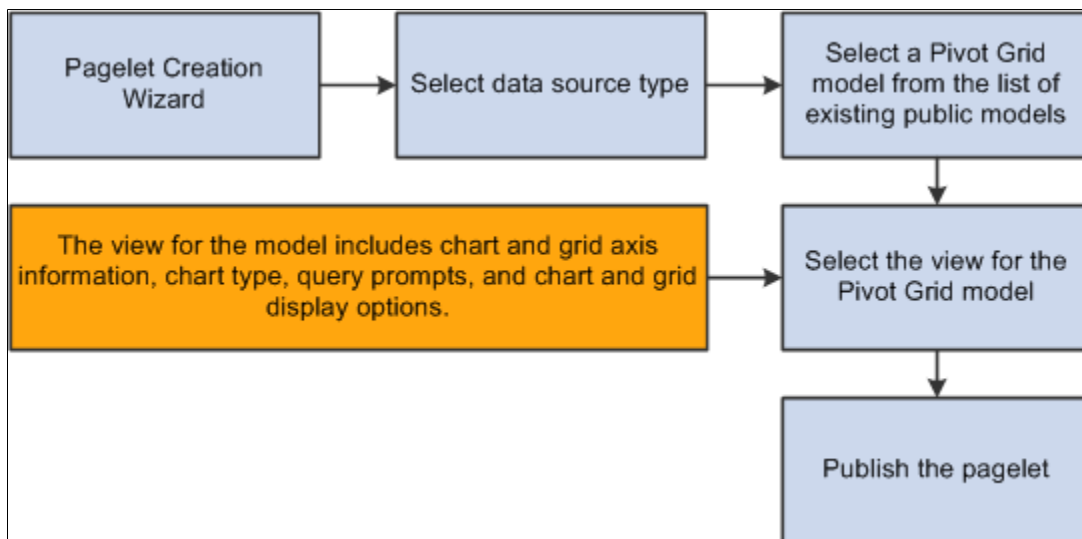 Pagelet Creation
Wizard
Select data source type
Select a Pivot Grid
model from the list of
existing public models
The view for the model includes chart and grid axis
information, chart type, query prompts, and chart and grid
display options.
Select the view for the
Pivot Grid model
Publish the pagelet